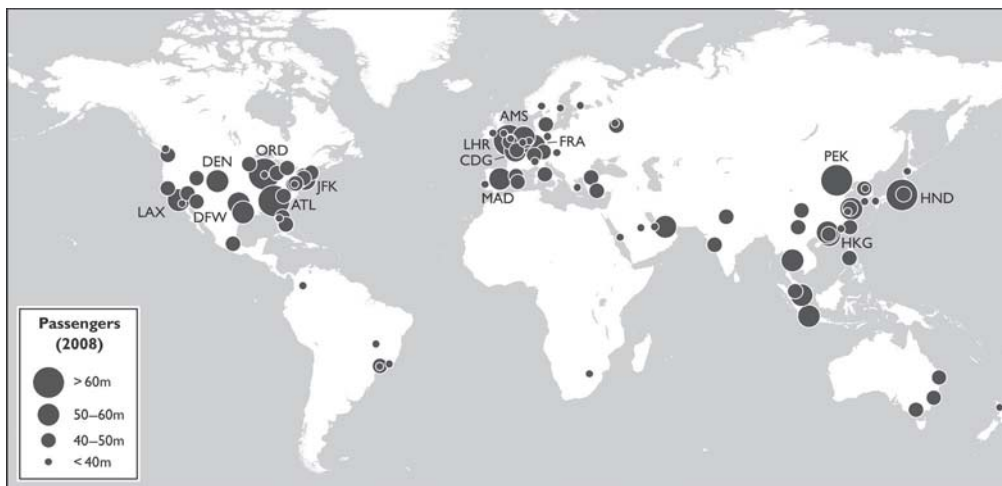 AMS
LHR
FRA
CDG
ORD
DEN
PEK
JFK
MAD
HND
LAX
DFW
ATL
HKG
Passengers
(2008)
> 60m
50–60m
40–50m
< 40m